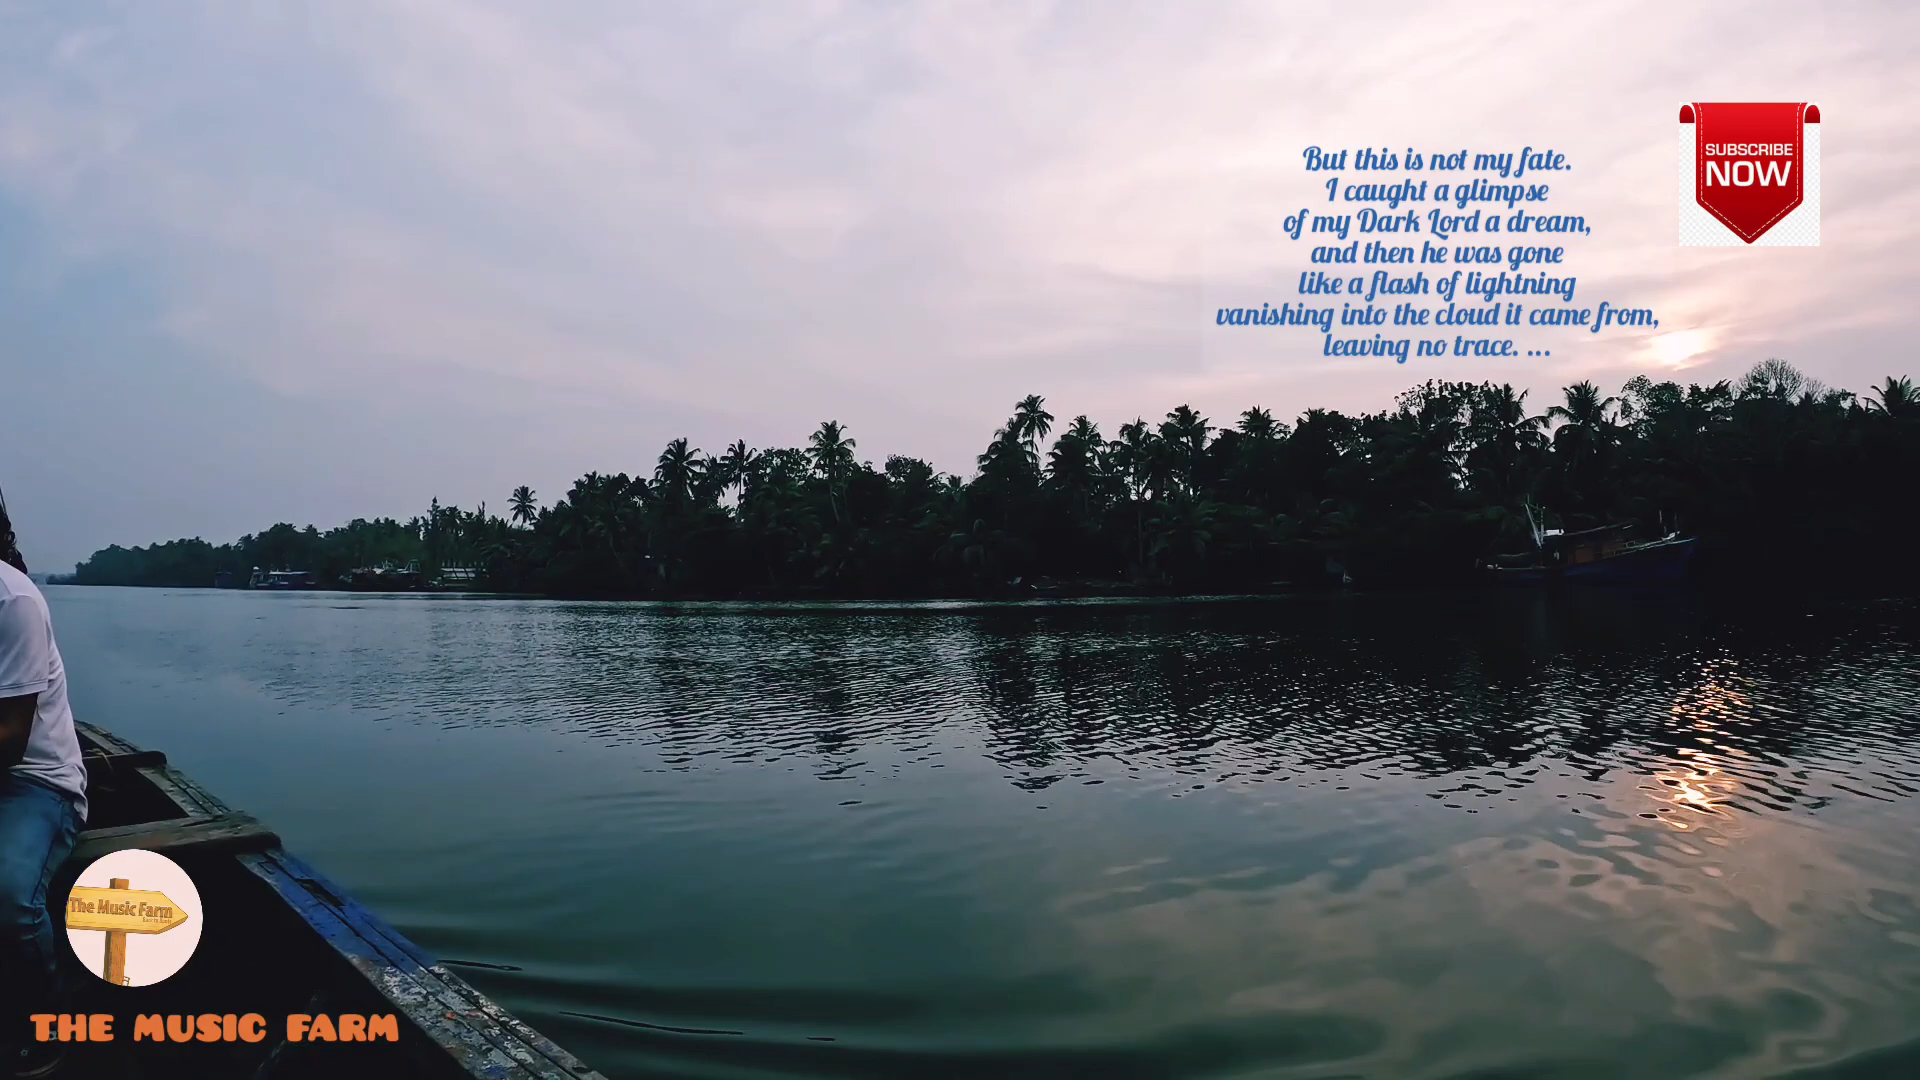 But this is not my fate.
I caught a glimpse
of my Dark Lord a dream,
and then he was gone
like a flash of lightning
vanishing into the cloud it came from,
leaving no trace. ...
SUBSCRIBE
NOW
The Music Farm
THE MUSIC FARM